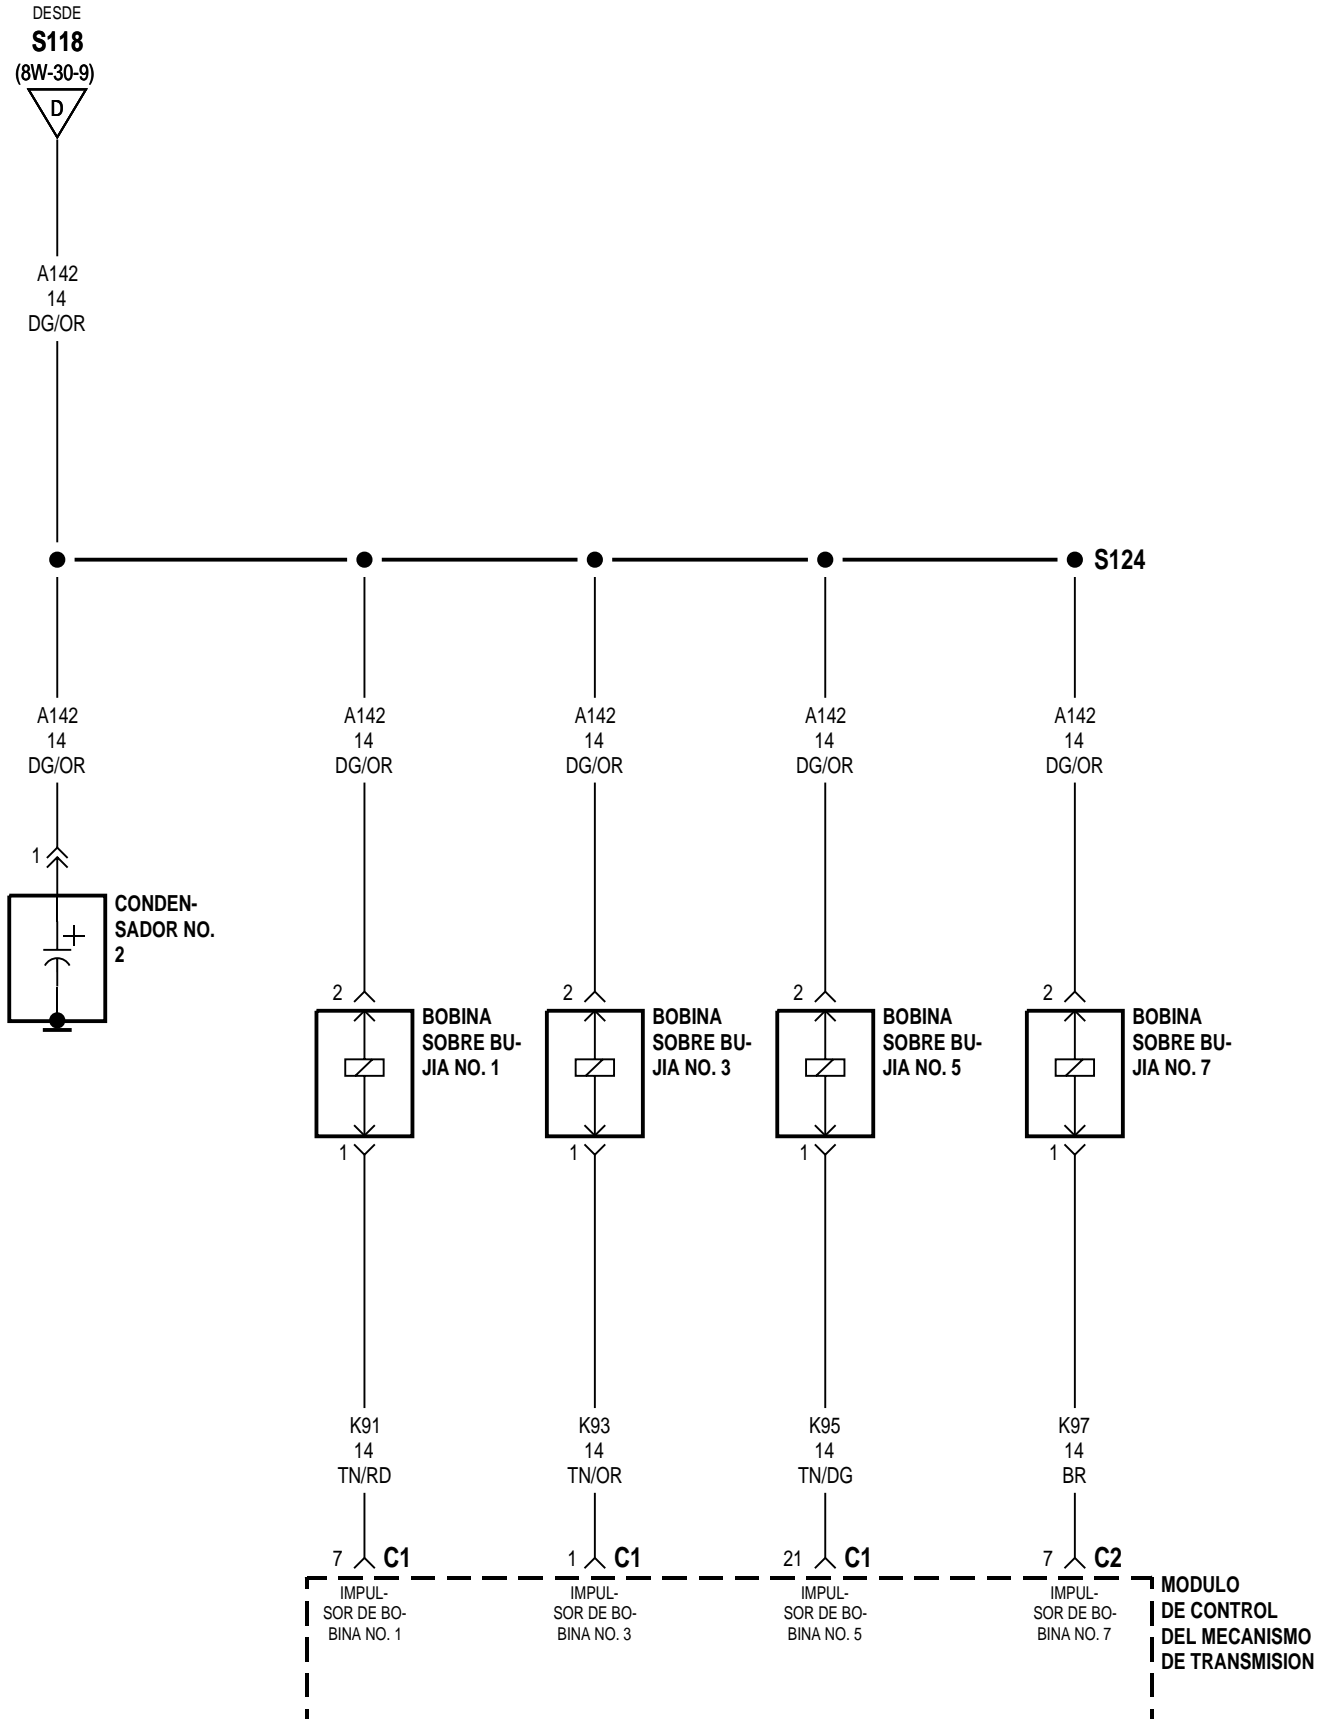 DESDE
S118
(8W-30-9)
D
A142
14
DG/OR
S124
A142
14
DG/OR
A142
14
DG/OR
A142
14
DG/OR
A142
14
DG/OR
A142
14
DG/OR
1
CONDEN-
SADOR NO.
2
2
BOBINA
SOBRE BU-
JIA NO. 1
1
2
BOBINA
SOBRE BU-
JIA NO. 3
1
2
BOBINA
SOBRE BU-
JIA NO. 5
1
2
BOBINA
SOBRE BU-
JIA NO. 7
1
K91
14
TN/RD
K93
14
TN/OR
K95
14
TN/DG
K97
14
BR
7 C1
1 C1
21 C1
7 C2
IMPUL-
SOR DE BO-
BINA NO. 1
IMPUL-
SOR DE BO-
BINA NO. 3
IMPUL-
SOR DE BO-
BINA NO. 5
IMPUL-
SOR DE BO-
BINA NO. 7
MODULO
DE CONTROL
DEL MECANISMO
DE TRANSMISION